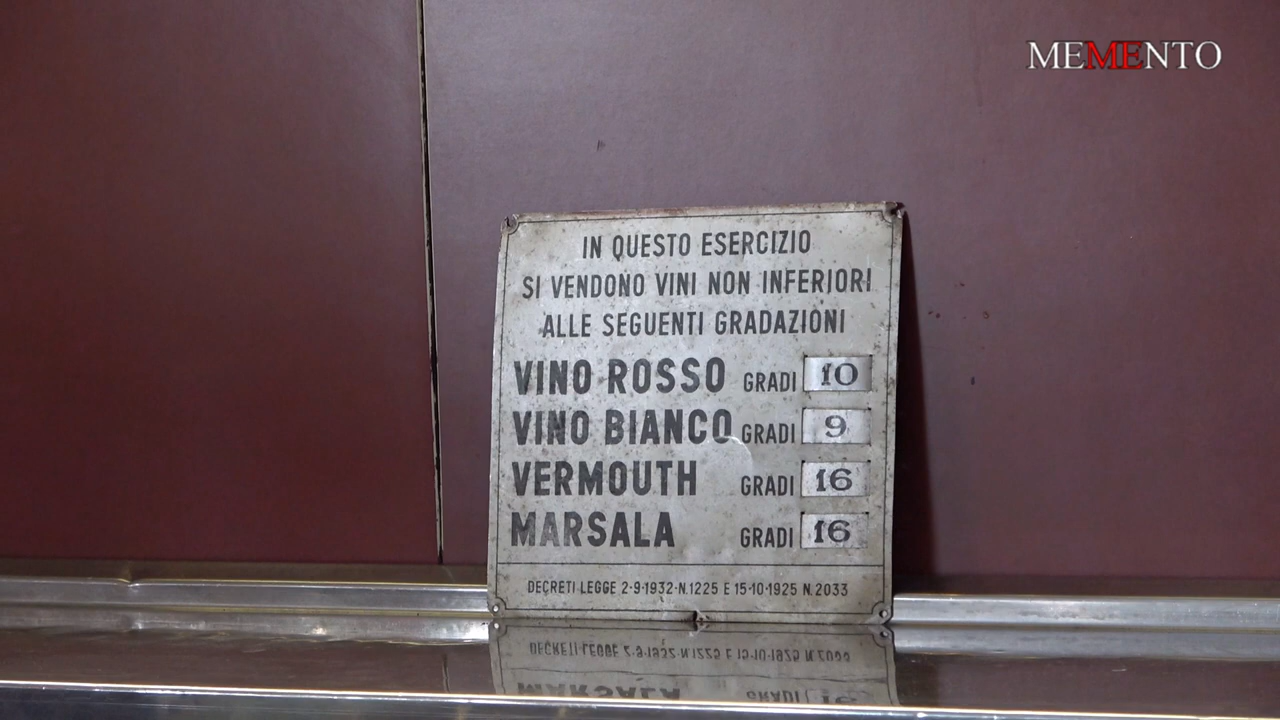 MEMENTO
IN QUESTO ESERCIZIO
SI VENDONO VINI NON INFERIORI
ALLE SEGUENTI GRADAZIONI
VINO ROSSO GRADI 10
VINO BIANCO GRADI 9
VERMOUTH GRADI 16
MARSALA GRADI 16
DECRETI LEGGE 2-9-1932-N.1225 E 15-10-1925 N.2033